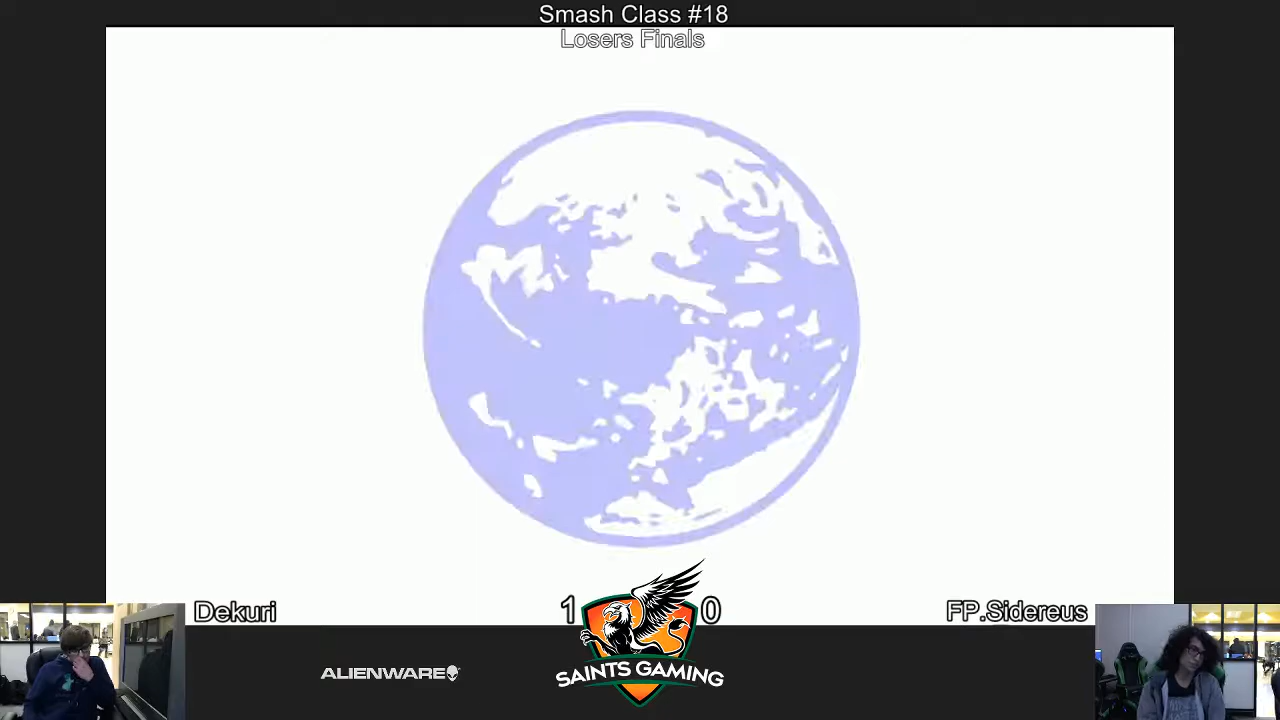 Smash Class #18
Losers Finals
Dekuri
1
0
FP.Sidereus
ALIENWARE
SAINTS GAMING